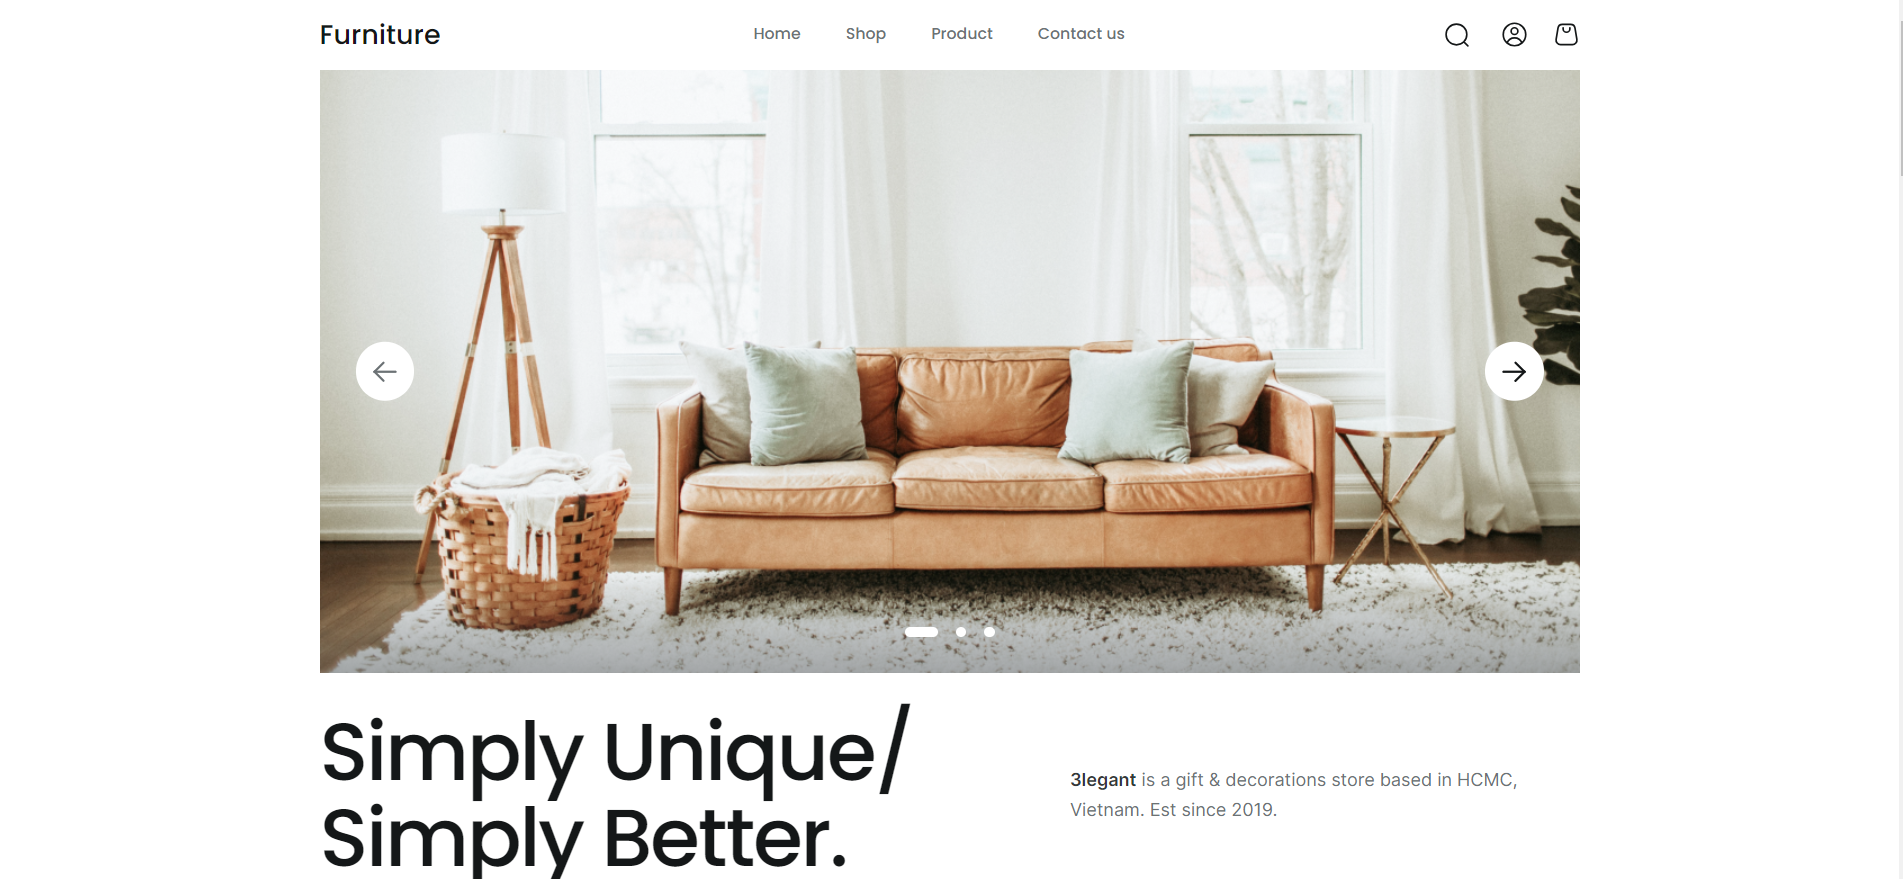 Furniture
Home
Shop
Product
Contact us
Simply Unique/
Simply Better.
3legant is a gift & decorations store based in HCMC,
Vietnam. Est since 2019.